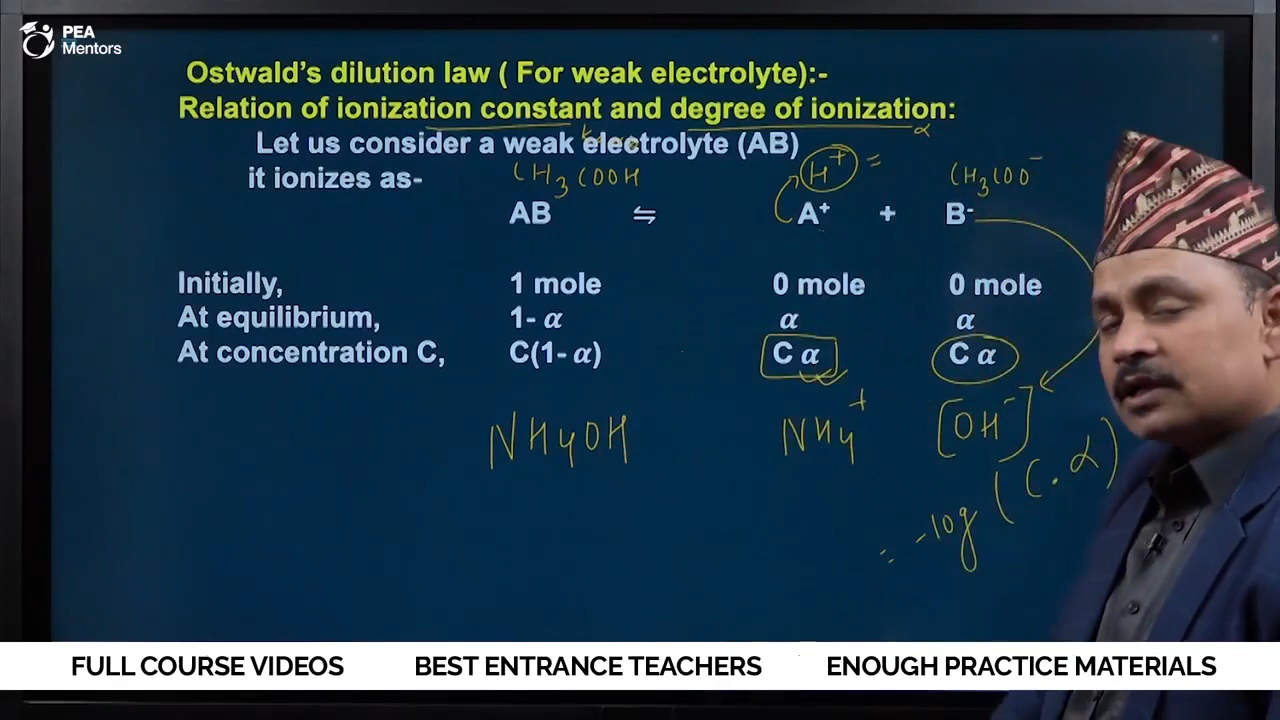 PEA
Mentors
Ostwald's dilution law ( For weak electrolyte):-
Relation of ionization constant and degree of ionization:
α
Let us consider a weak electrolyte (AB)
it ionizes as-
CH3COOH H+ = CH3COO-
AB ⇋ A+ + B-
Initially, 1 mole 0 mole 0 mole
At equilibrium, 1- α α α
At concentration C, C(1- α) C α C α
NH4OH NH4+ [OH-]
= -log (C.α)
FULL COURSE VIDEOS BEST ENTRANCE TEACHERS ENOUGH PRACTICE MATERIALS